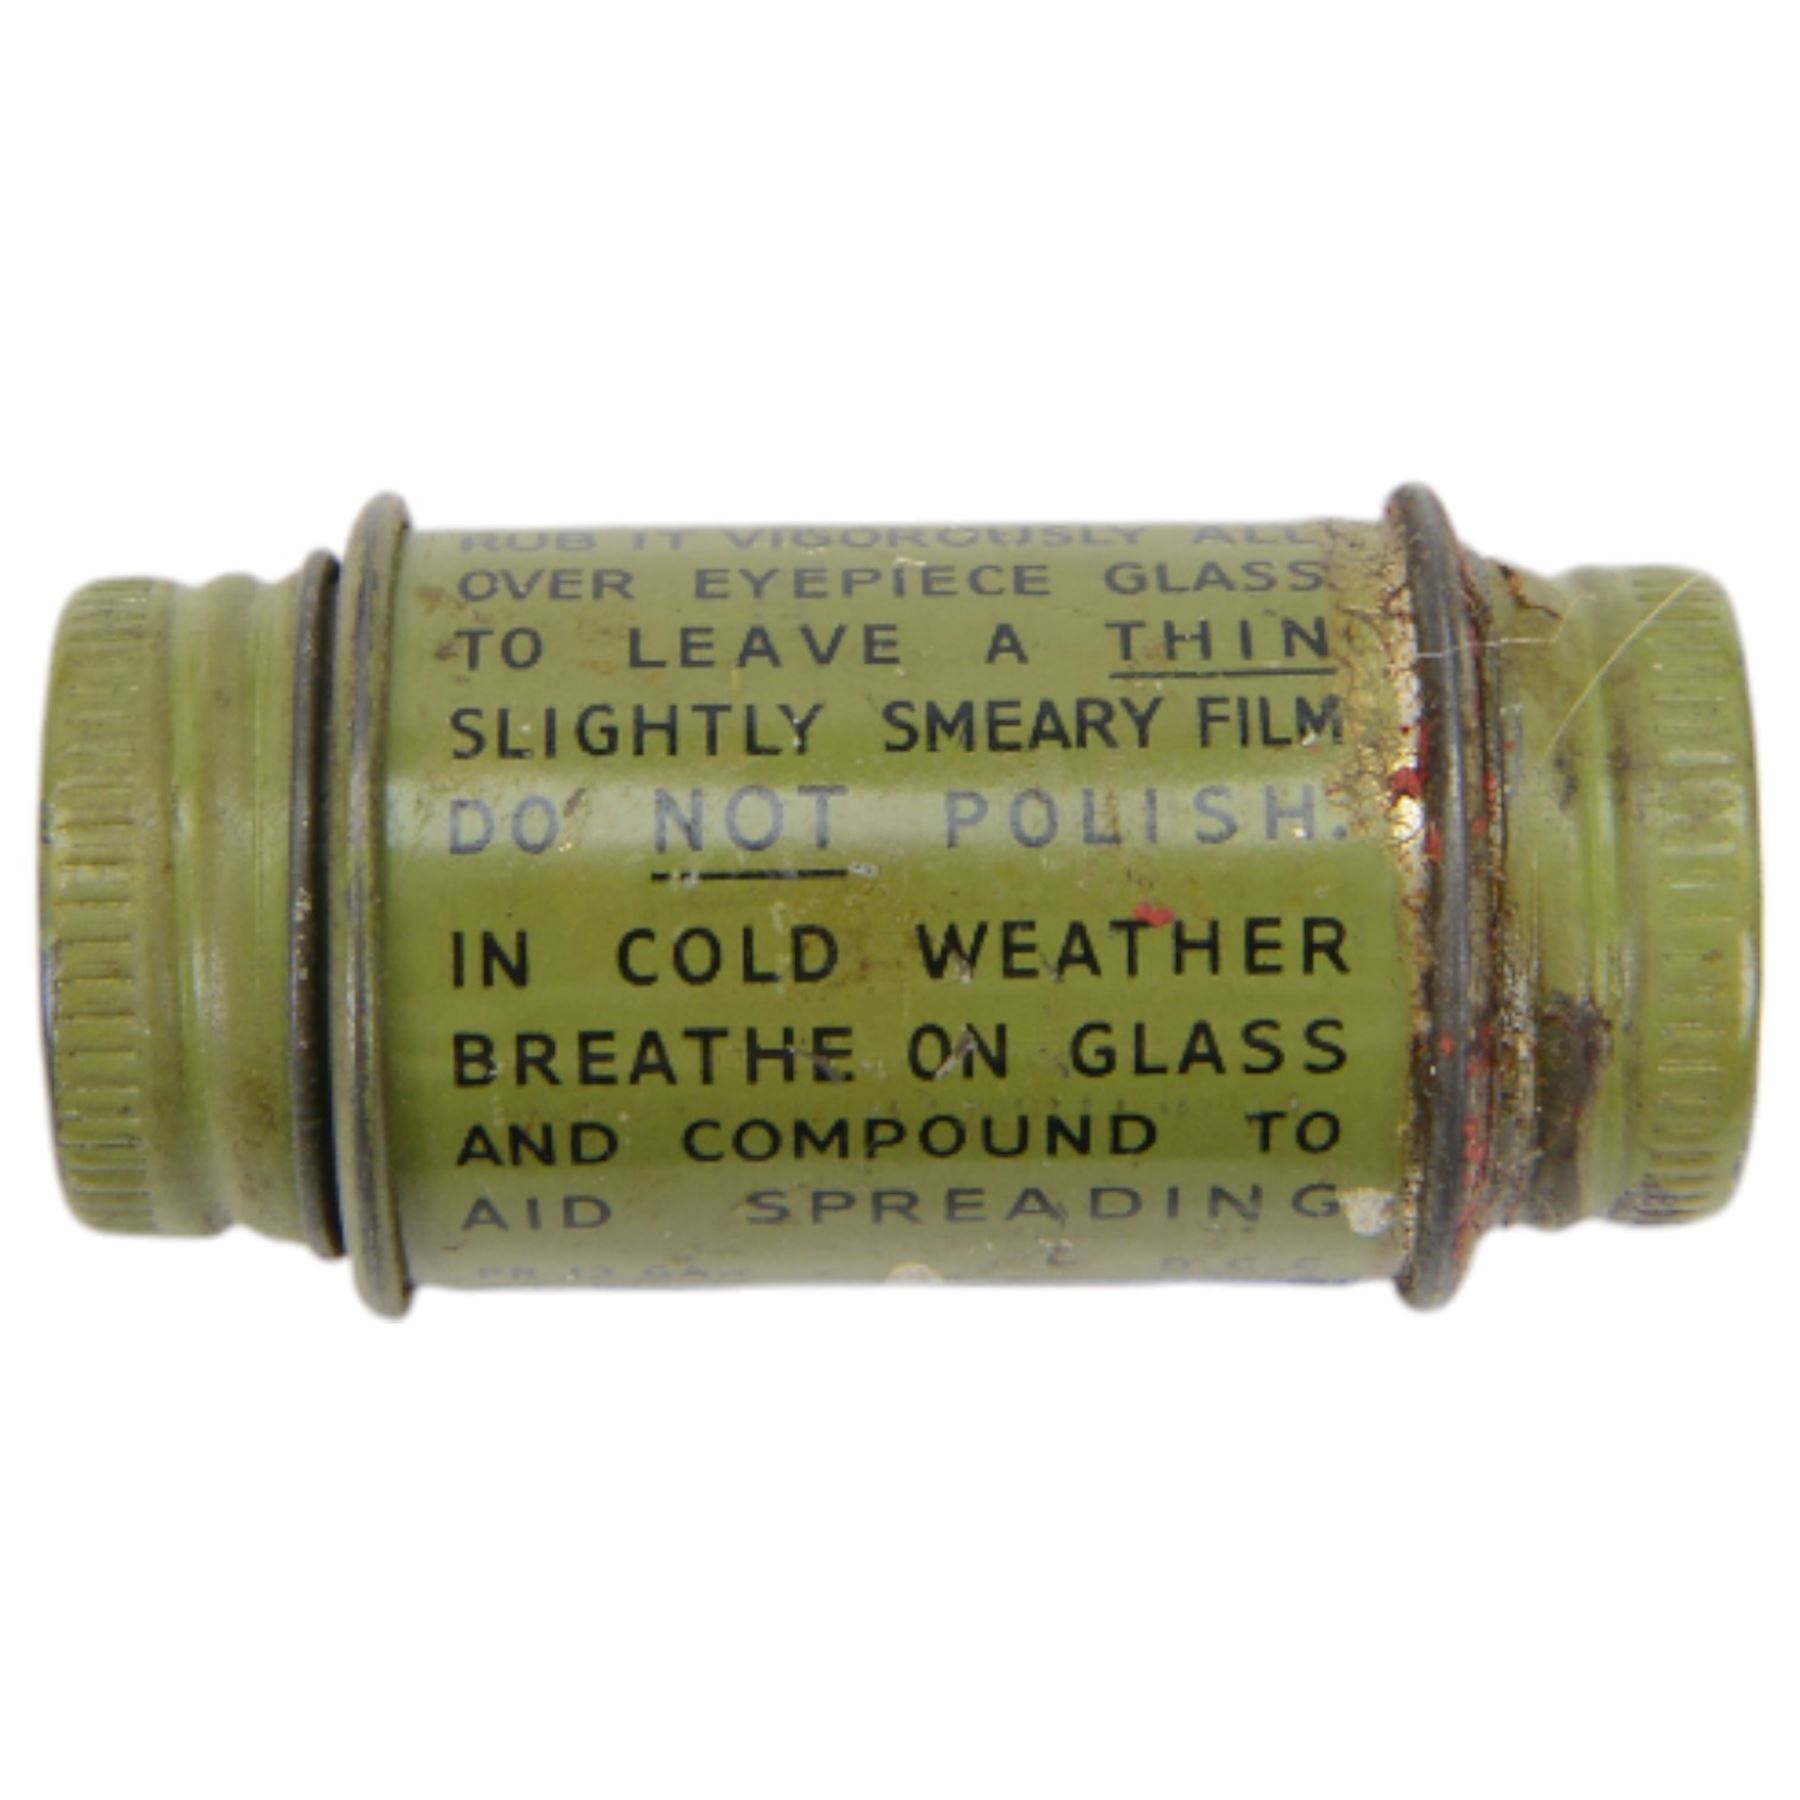 RUB IT VIGOROUSLY ALL
OVER EYEPIECE GLASS
TO LEAVE A THIN
SLIGHTLY SMEARY FILM
DO NOT POLISH.
IN COLD WEATHER
BREATHE ON GLASS
AND COMPOUND TO
AID SPREADING